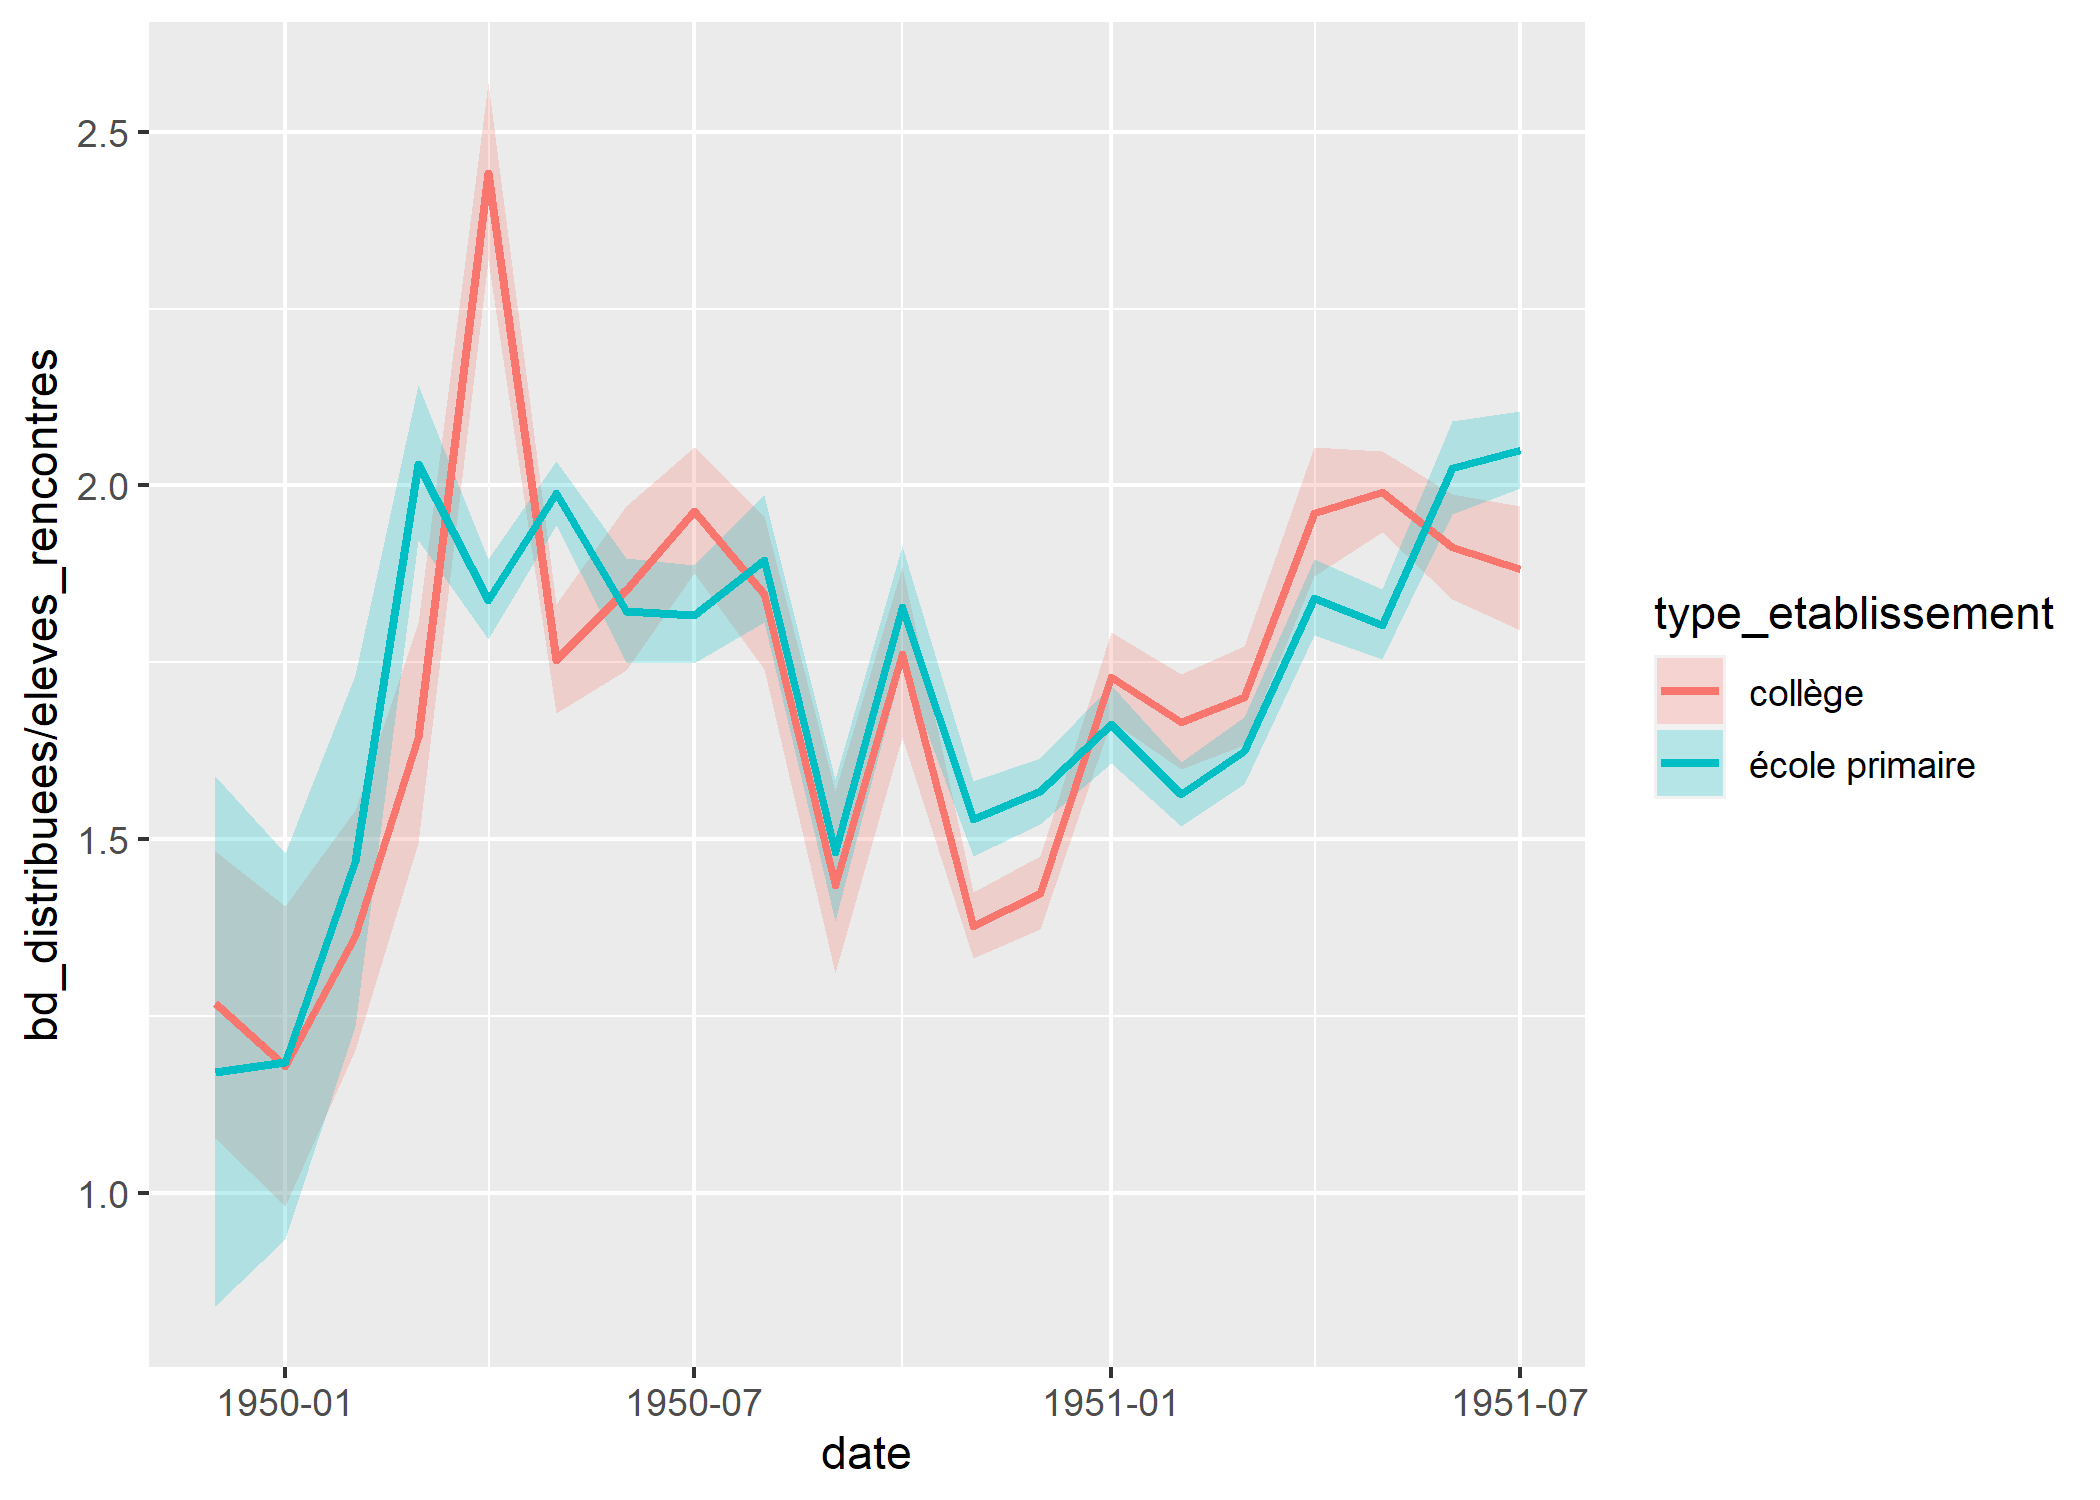 bd_distribuees/eleves_rencontres
2.5
2.0
1.5
1.0
1950-01
1950-07
1951-01
1951-07
date
type_etablissement
collège
école primaire